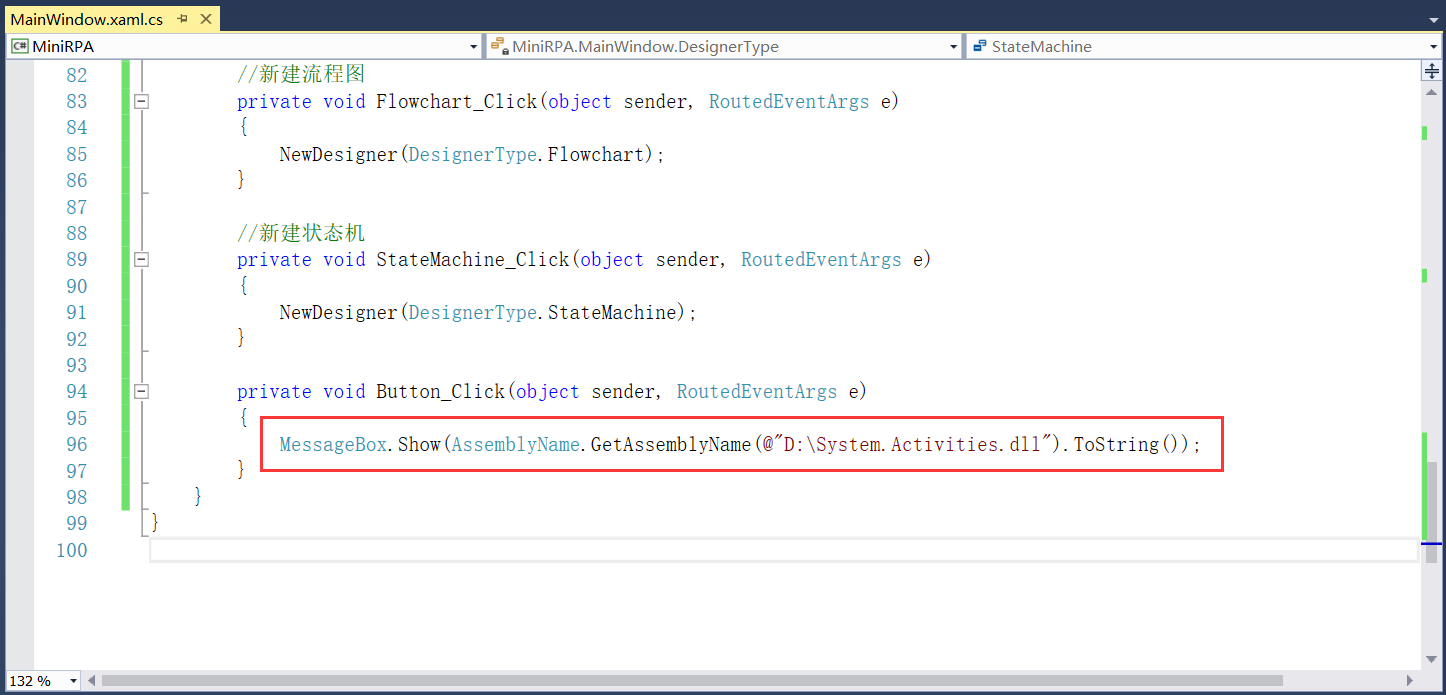 MainWindow.xaml.cs
C# MiniRPA MiniRPA.MainWindow.DesignerType StateMachine
82 //新建流程图
83 private void Flowchart_Click(object sender, RoutedEventArgs e)
84 {
85 NewDesigner(DesignerType.Flowchart);
86 }
87
88 //新建状态机
89 private void StateMachine_Click(object sender, RoutedEventArgs e)
90 {
91 NewDesigner(DesignerType.StateMachine);
92 }
93
94 private void Button_Click(object sender, RoutedEventArgs e)
95 {
96 MessageBox.Show(AssemblyName.GetAssemblyName(@"D:\System.Activities.dll").ToString());
97 }
98 }
99 }
100
132 %